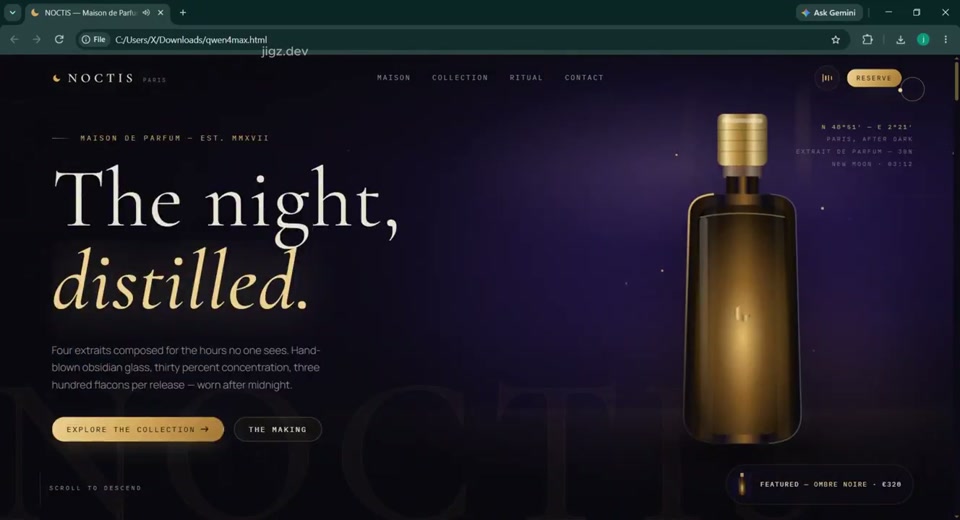 NOCTIS — Maison de Parfu
Ask Gemini
File
C:/Users/X/Downloads/qwen4max.html
i
jigz.dev
NOCTIS PARIS
MAISON
COLLECTION
RITUAL
CONTACT
RESERVE
N 48°51' — E 2°21'
PARIS, AFTER DARK
EXTRAIT DE PARFUM — 30%
NEW MOON · 03:12
MAISON DE PARFUM — EST. MMXVII
The night,
distilled.
Four extraits composed for the hours no one sees. Hand-
blown obsidian glass, thirty percent concentration, three
hundred flacons per release — worn after midnight.
EXPLORE THE COLLECTION →
THE MAKING
NOCTIS
SCROLL TO DESCEND
FEATURED — OMBRE NOIRE · €320